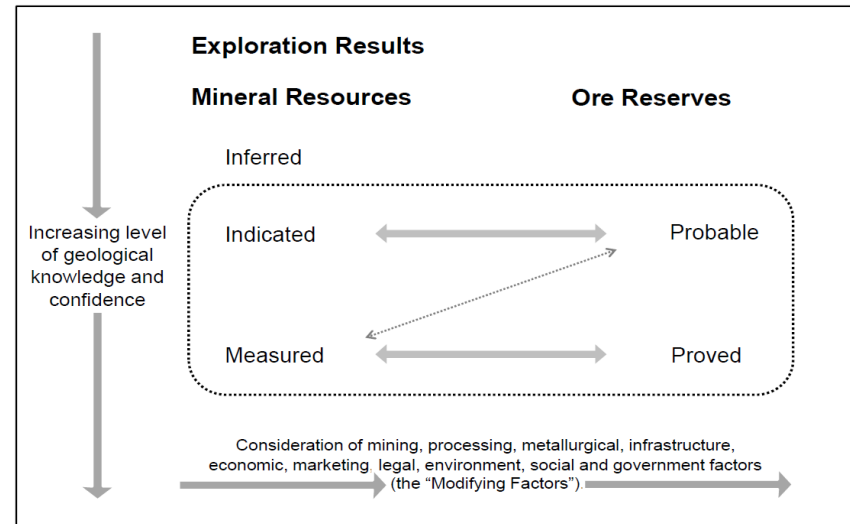 Exploration Results
Mineral Resources
Ore Reserves
Inferred
Increasing level
of geological
knowledge and
confidence
Indicated
Probable
Measured
Proved
Consideration of mining, processing, metallurgical, infrastructure,
economic, marketing, legal, environment, social and government factors
(the “Modifying Factors”).